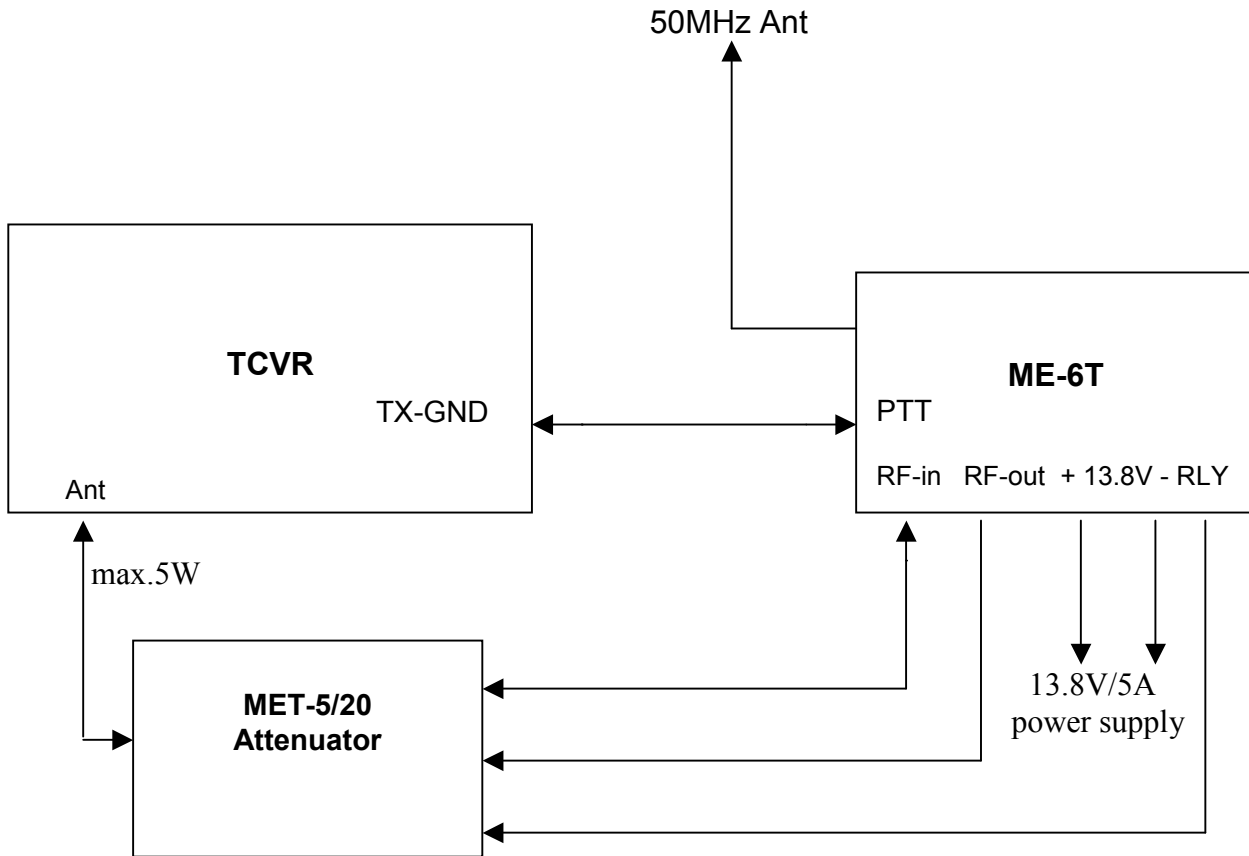 50MHz Ant
TCVR
TX-GND
Ant
ME-6T
PTT
RF-in RF-out + 13.8V - RLY
max.5W
MET-5/20
Attenuator
13.8V/5A
power supply